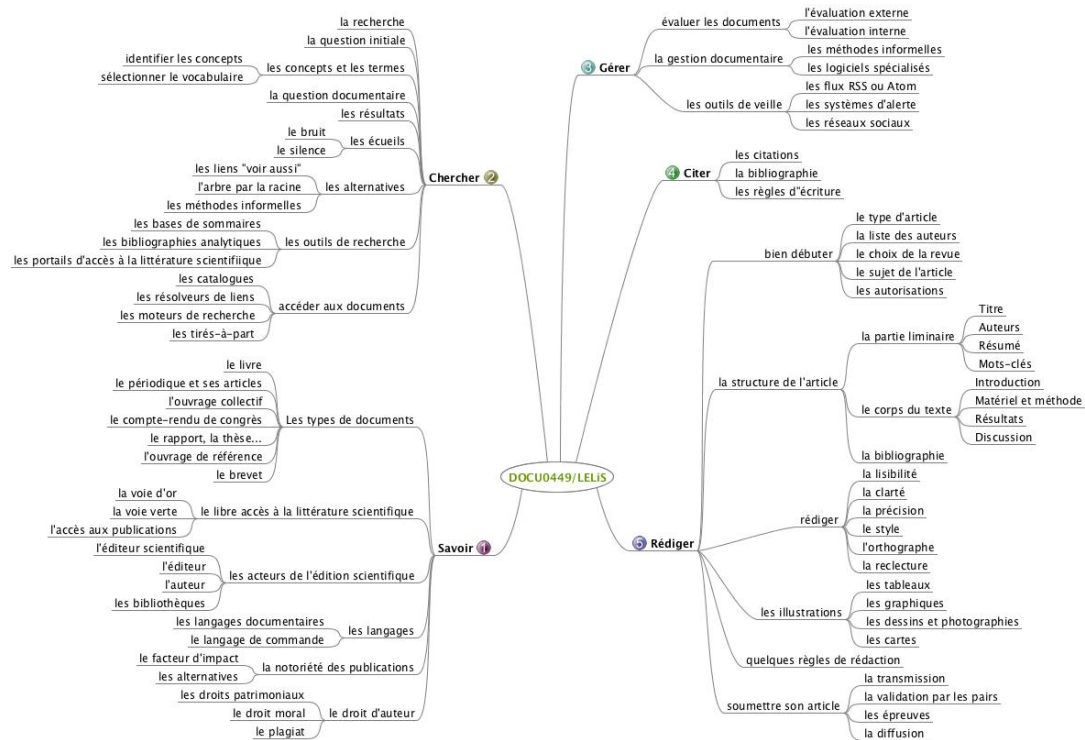 la recherche
la question initiale
identifier les concepts
sélectionner le vocabulaire
les concepts et les termes
la question documentaire
les résultats
le bruit
le silence
les écueils
les liens "voir aussi"
l'arbre par la racine
les méthodes informelles
les alternatives
les bases de sommaires
les bibliographies analytiques
les portails d'accès à la littérature scientifiique
les outils de recherche
les catalogues
les résolveurs de liens
les moteurs de recherche
les tirés-à-part
accéder aux documents
Chercher 2
le livre
le périodique et ses articles
l'ouvrage collectif
le compte-rendu de congrès
le rapport, la thèse...
l'ouvrage de référence
le brevet
Les types de documents
la voie d'or
la voie verte
l'accès aux publications
le libre accès à la littérature scientifique
l'éditeur scientifique
l'éditeur
l'auteur
les bibliothèques
les acteurs de l'édition scientifique
les langages documentaires
le langage de commande
les langages
le facteur d'impact
les alternatives
la notoriété des publications
les droits patrimoniaux
le droit moral
le plagiat
le droit d'auteur
Savoir 1
DOCU0449/LELiS
3 Gérer
évaluer les documents
l'évaluation externe
l'évaluation interne
la gestion documentaire
les méthodes informelles
les logiciels spécialisés
les outils de veille
les flux RSS ou Atom
les systèmes d'alerte
les réseaux sociaux
4 Citer
les citations
la bibliographie
les règles d"écriture
5 Rédiger
bien débuter
le type d'article
la liste des auteurs
le choix de la revue
le sujet de l'article
les autorisations
la structure de l'article
la partie liminaire
Titre
Auteurs
Résumé
Mots-clés
le corps du texte
Introduction
Matériel et méthode
Résultats
Discussion
la bibliographie
rédiger
la lisibilité
la clarté
la précision
le style
l'orthographe
la reclecture
les illustrations
les tableaux
les graphiques
les dessins et photographies
les cartes
quelques règles de rédaction
soumettre son article
la transmission
la validation par les pairs
les épreuves
la diffusion